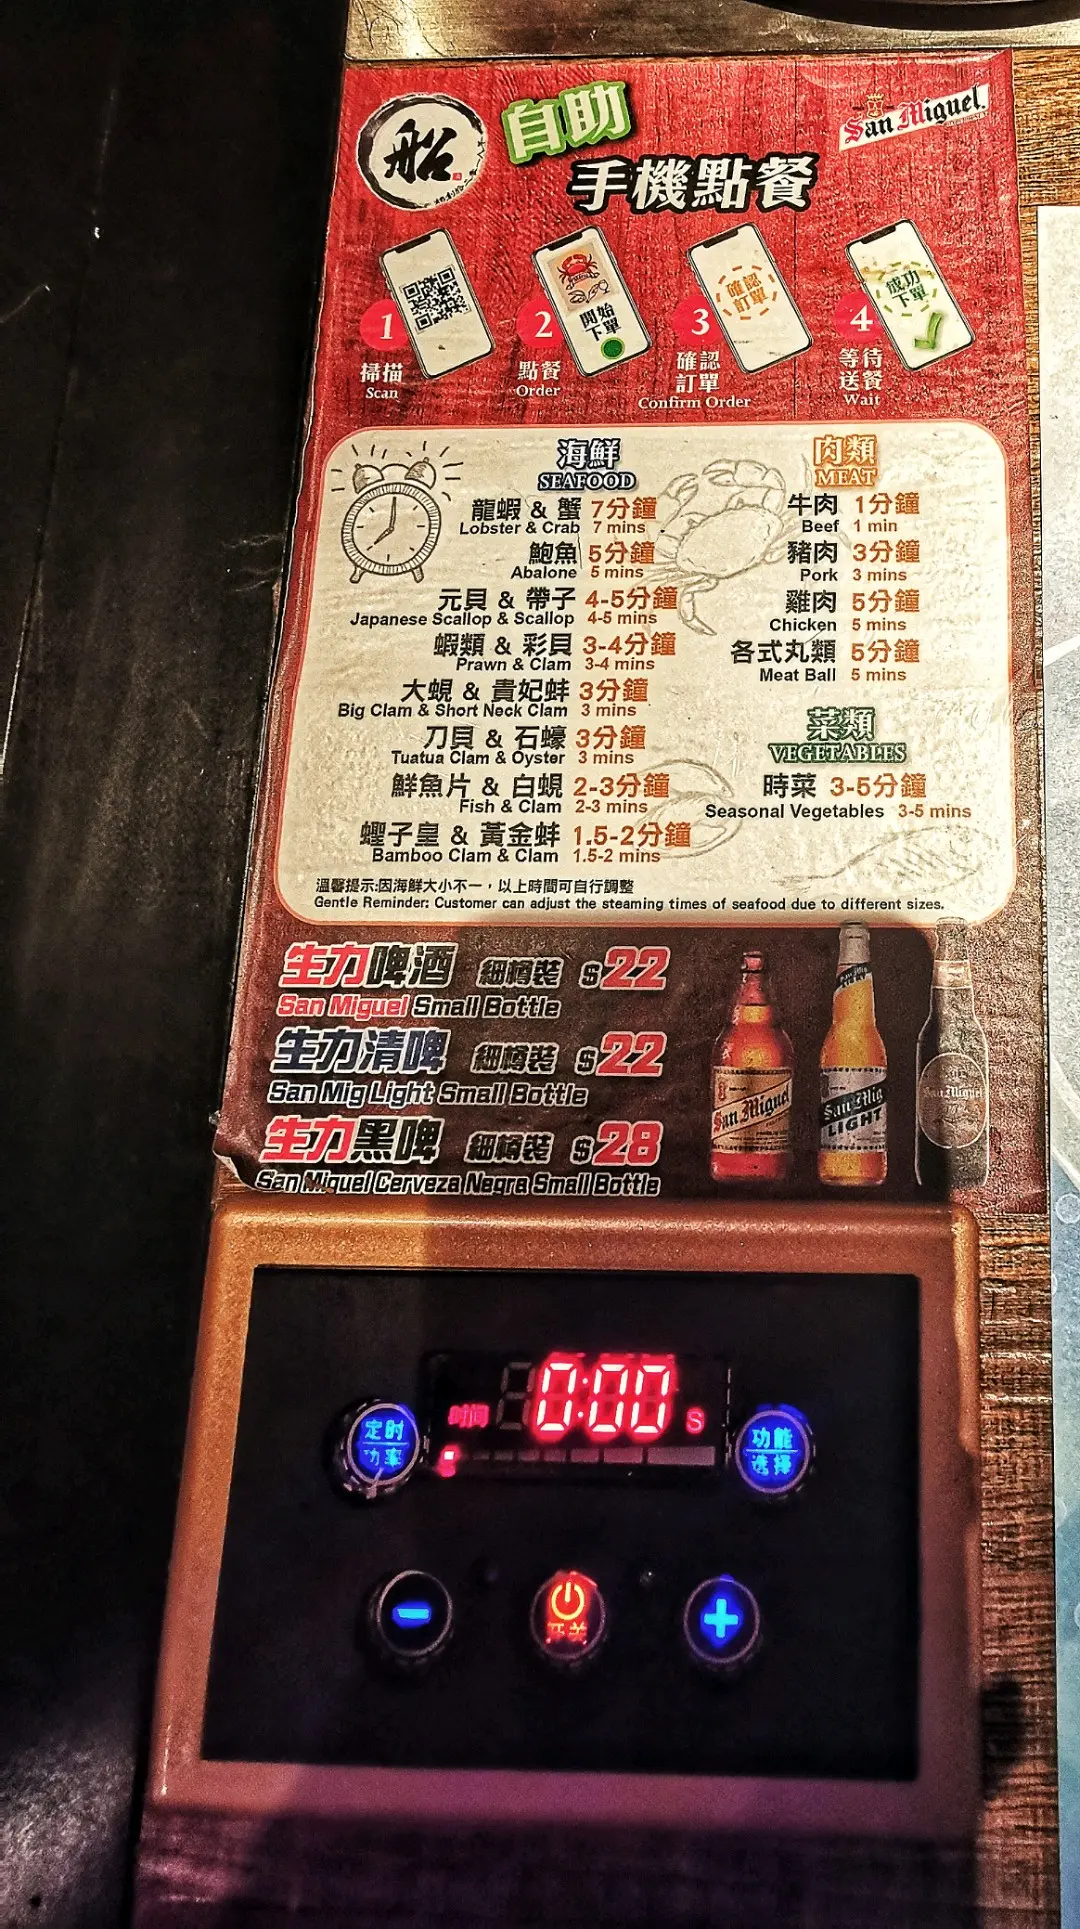 船
自助
San Miguel
手機點餐
1
掃描
Scan
2
開始
下單
點餐
Order
3
確認
訂單
確認
訂單
Confirm Order
4
成功
下單
等待
送餐
Wait
海鮮
SEAFOOD
龍蝦 & 蟹 7分鐘
Lobster & Crab 7 mins
鮑魚 5分鐘
Abalone 5 mins
元貝 & 帶子 4-5分鐘
Japanese Scallop & Scallop 4-5 mins
蝦類 & 彩貝 3-4分鐘
Prawn & Clam 3-4 mins
大蜆 & 貴妃蚌 3分鐘
Big Clam & Short Neck Clam 3 mins
刀貝 & 石蠔 3分鐘
Tuatua Clam & Oyster 3 mins
鮮魚片 & 白蜆 2-3分鐘
Fish & Clam 2-3 mins
蟶子皇 & 黃金蚌 1.5-2分鐘
Bamboo Clam & Clam 1.5-2 mins
肉類
MEAT
牛肉 1分鐘
Beef 1 min
豬肉 3分鐘
Pork 3 mins
雞肉 5分鐘
Chicken 5 mins
各式丸類 5分鐘
Meat Ball 5 mins
菜類
VEGETABLES
時菜 3-5分鐘
Seasonal Vegetables 3-5 mins
溫馨提示:因海鮮大小不一，以上時間可自行調整
Gentle Reminder: Customer can adjust the steaming times of seafood due to different sizes.
生力啤酒 細樽裝 $22
San Miguel Small Bottle
生力清啤 細樽裝 $22
San Mig Light Small Bottle
生力黑啤 細樽裝 $28
San Miguel Cerveza Negra Small Bottle
San Miguel
San Mig
LIGHT
San Miguel
时间 0:00 S
定时
功率
功能
选择
开关